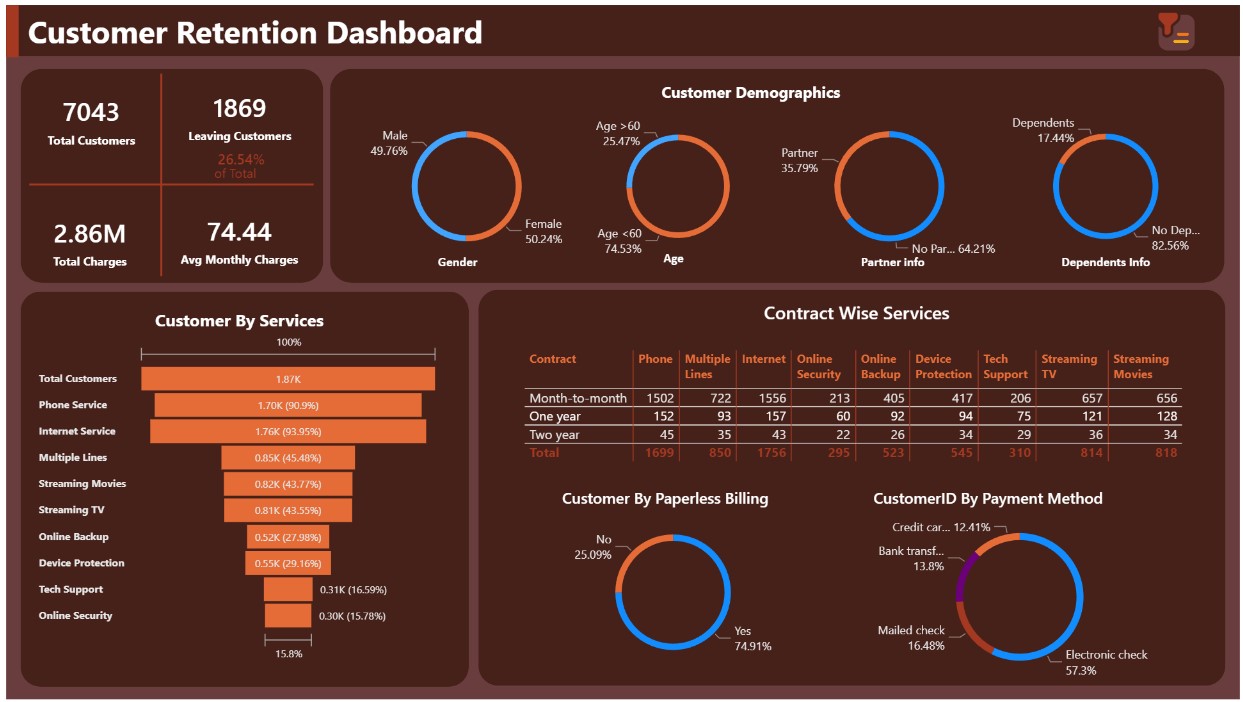 Customer Retention Dashboard
7043
Total Customers
1869
Leaving Customers
26.54%
of Total
2.86M
Total Charges
74.44
Avg Monthly Charges
Customer Demographics
Male
49.76%
Female
50.24%
Gender
Age >60
25.47%
Age <60
74.53%
Age
Partner
35.79%
No Par... 64.21%
Partner info
Dependents
17.44%
No Dep...
82.56%
Dependents Info
Customer By Services
100%
Total Customers 1.87K
Phone Service 1.70K (90.9%)
Internet Service 1.76K (93.95%)
Multiple Lines 0.85K (45.48%)
Streaming Movies 0.82K (43.77%)
Streaming TV 0.81K (43.55%)
Online Backup 0.52K (27.98%)
Device Protection 0.55K (29.16%)
Tech Support 0.31K (16.59%)
Online Security 0.30K (15.78%)
15.8%
Contract Wise Services
Contract Phone Multiple Internet Online Online Device Tech Streaming Streaming
Lines Security Backup Protection Support TV Movies
Month-to-month 1502 722 1556 213 405 417 206 657 656
One year 152 93 157 60 92 94 75 121 128
Two year 45 35 43 22 26 34 29 36 34
Total 1699 850 1756 295 523 545 310 814 818
Customer By Paperless Billing
No
25.09%
Yes
74.91%
CustomerID By Payment Method
Credit car... 12.41%
Bank transf...
13.8%
Mailed check
16.48%
Electronic check
57.3%